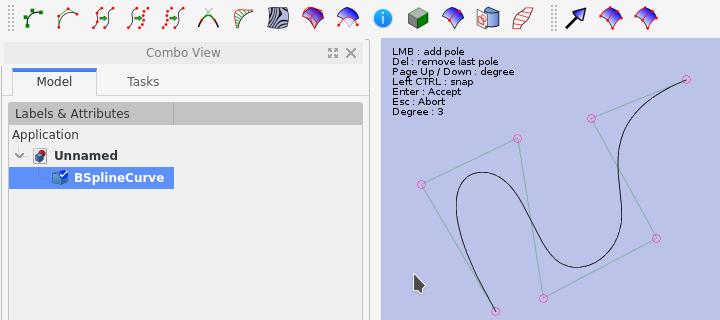 Combo View
Model
Tasks
Labels & Attributes
Application
Unnamed
BSplineCurve
LMB : add pole
Del : remove last pole
Page Up / Down : degree
Left CTRL : snap
Enter : Accept
Esc : Abort
Degree : 3